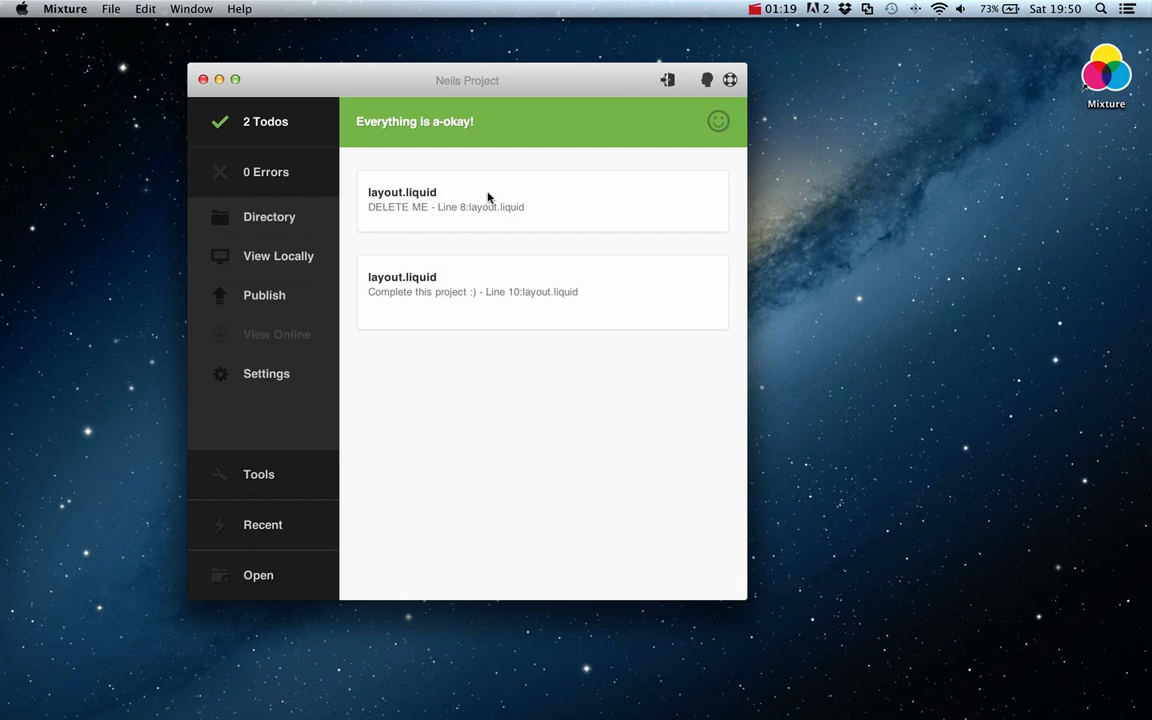 Mixture File Edit Window Help 01:19 2 73% Sat 19:50
Mixture
Neils Project
2 Todos
Everything is a-okay!
0 Errors
layout.liquid
DELETE ME - Line 8:layout.liquid
Directory
View Locally
layout.liquid
Complete this project :) - Line 10:layout.liquid
Publish
View Online
Settings
Tools
Recent
Open